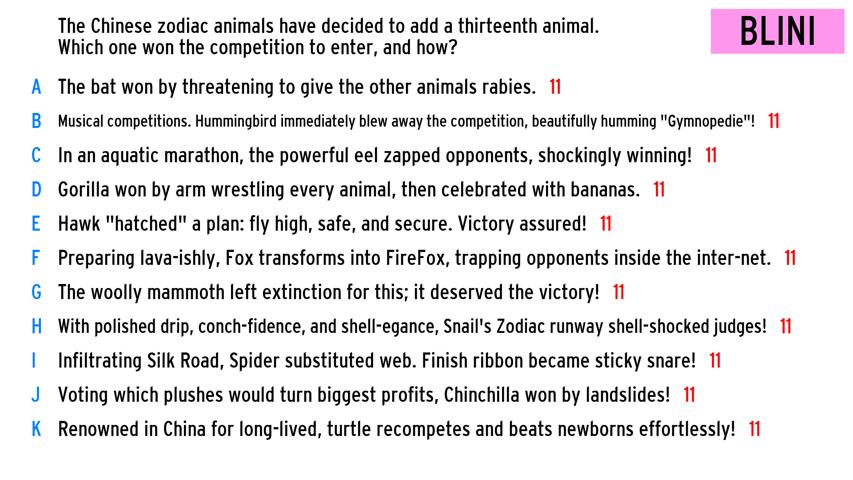 The Chinese zodiac animals have decided to add a thirteenth animal.
Which one won the competition to enter, and how?
BLINI
A The bat won by threatening to give the other animals rabies. 11
B Musical competitions. Hummingbird immediately blew away the competition, beautifully humming "Gymnopedie"! 11
C In an aquatic marathon, the powerful eel zapped opponents, shockingly winning! 11
D Gorilla won by arm wrestling every animal, then celebrated with bananas. 11
E Hawk "hatched" a plan: fly high, safe, and secure. Victory assured! 11
F Preparing lava-ishly, Fox transforms into FireFox, trapping opponents inside the inter-net. 11
G The woolly mammoth left extinction for this; it deserved the victory! 11
H With polished drip, conch-fidence, and shell-egance, Snail's Zodiac runway shell-shocked judges! 11
I Infiltrating Silk Road, Spider substituted web. Finish ribbon became sticky snare! 11
J Voting which plushes would turn biggest profits, Chinchilla won by landslides! 11
K Renowned in China for long-lived, turtle recompetes and beats newborns effortlessly! 11